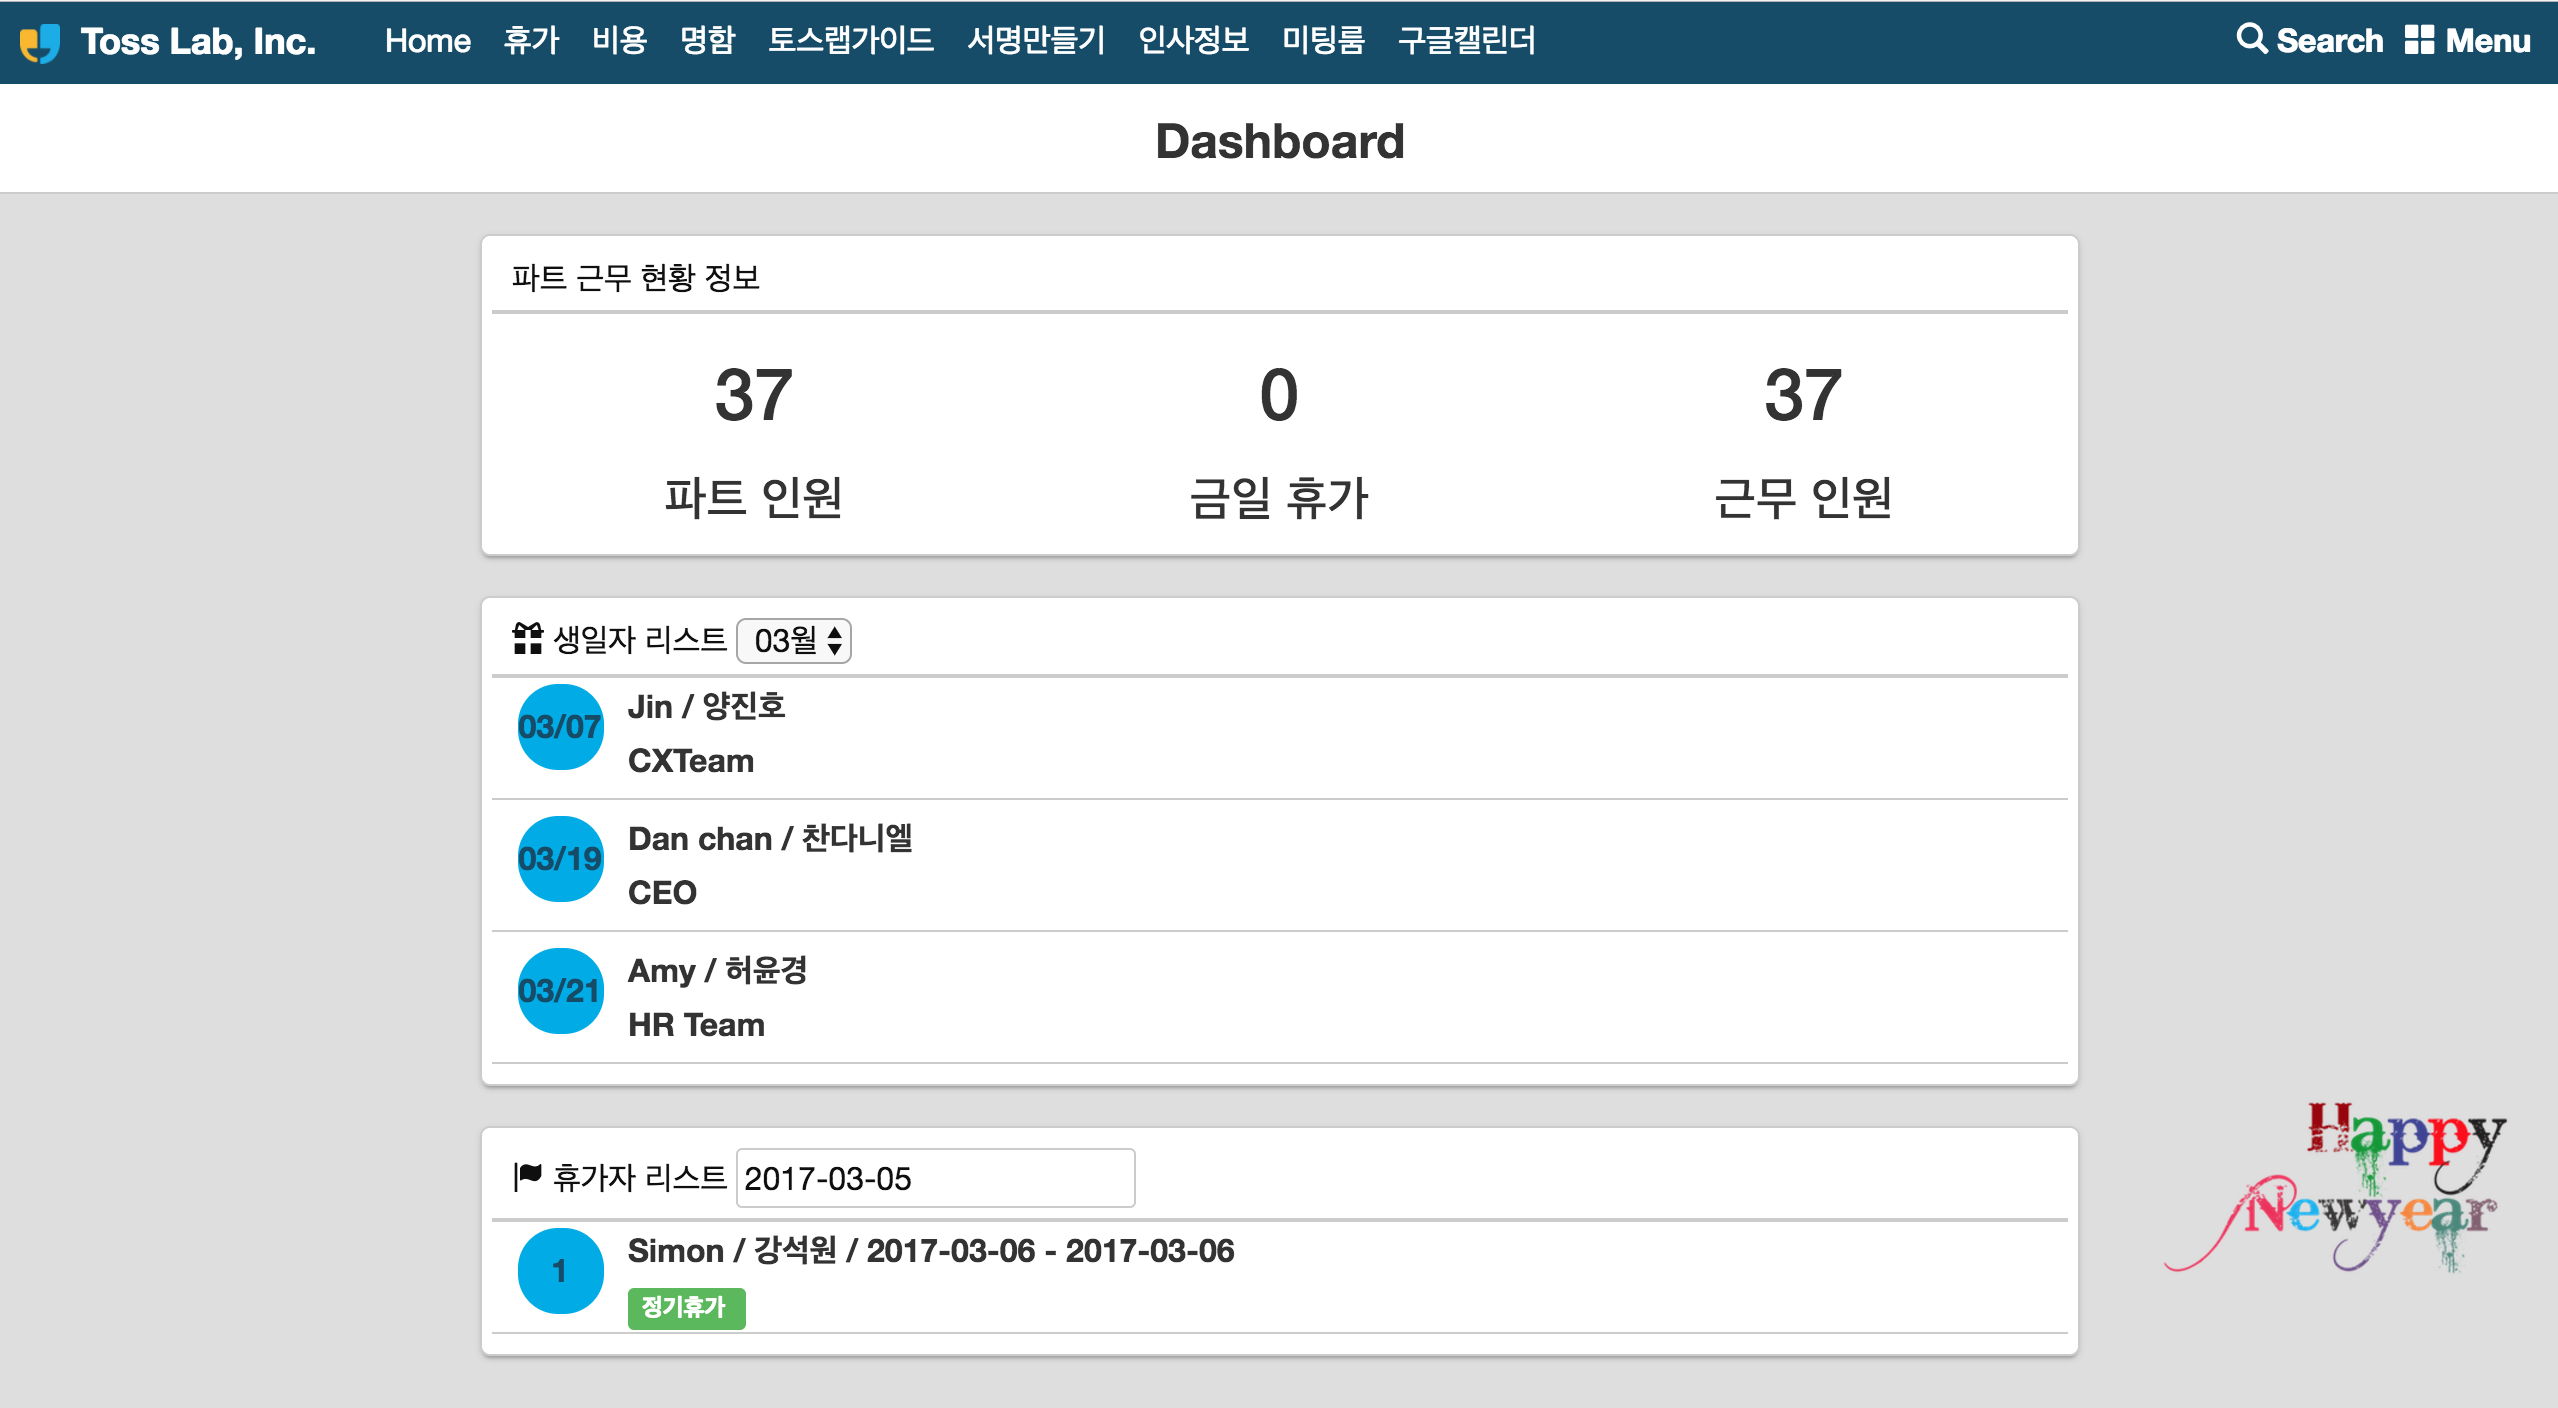 Toss Lab, Inc. Home 휴가 비용 명함 토스랩가이드 서명만들기 인사정보 미팅룸 구글캘린더 Search Menu
Dashboard
파트 근무 현황 정보
37 0 37
파트 인원 금일 휴가 근무 인원
생일자 리스트 03월
03/07 Jin / 양진호
CXTeam
03/19 Dan chan / 찬다니엘
CEO
03/21 Amy / 허윤경
HR Team
휴가자 리스트 2017-03-05
1 Simon / 강석원 / 2017-03-06 - 2017-03-06
정기휴가
Happy
Newyear